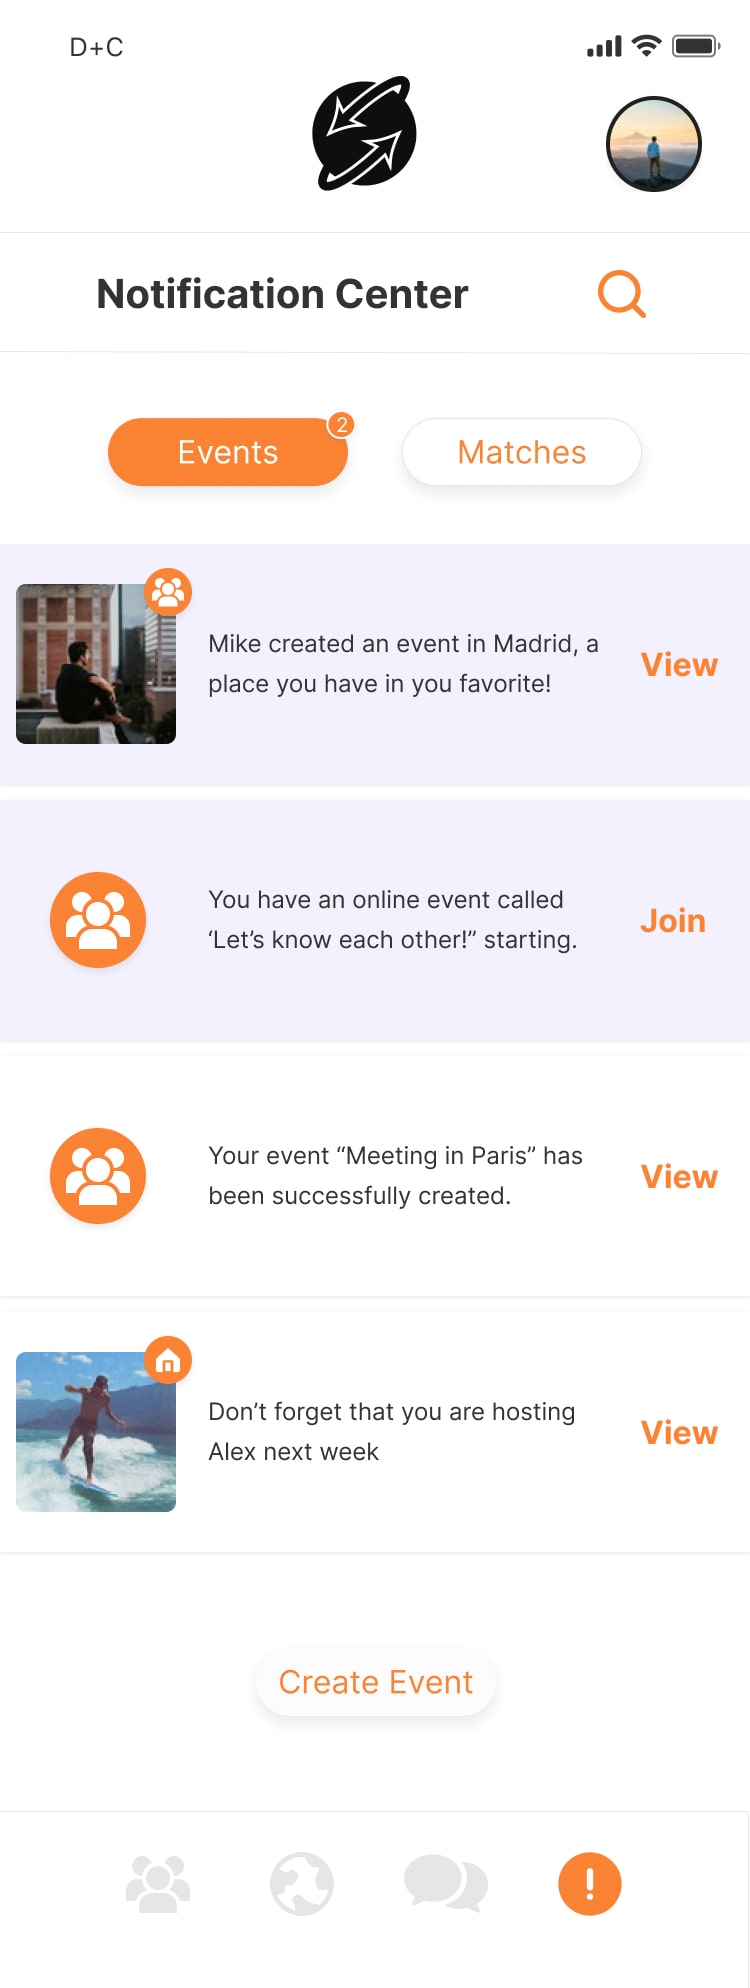 D+C
Notification Center
Events
2
Matches
Mike created an event in Madrid, a
place you have in you favorite!
View
You have an online event called
‘Let’s know each other!” starting.
Join
Your event “Meeting in Paris” has
been successfully created.
View
Don’t forget that you are hosting
Alex next week
View
Create Event